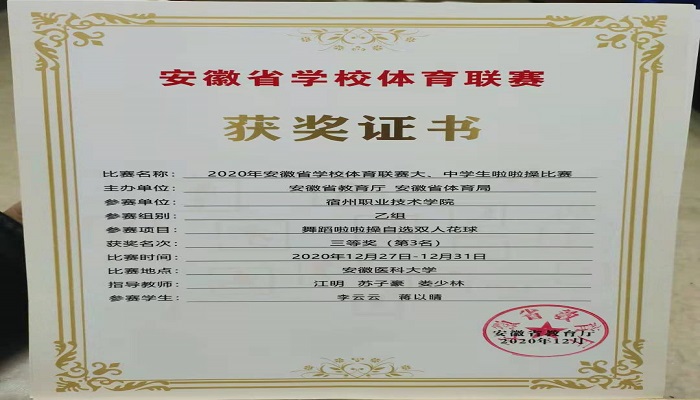 安徽省学校体育联赛
获奖证书
比赛名称： 2020年安徽省学校体育联赛大、中学生啦啦操比赛
主办单位： 安徽省教育厅 安徽省体育局
参赛单位： 宿州职业技术学院
参赛组别： 乙组
参赛项目： 舞蹈啦啦操自选双人花球
获奖名次： 三等奖（第3名）
比赛时间： 2020年12月27日-12月31日
比赛地点： 安徽医科大学
指导教师： 江明 苏子豪 娄少林
参赛学生： 李云云 蒋以晴
安徽省教育厅
2020年12月